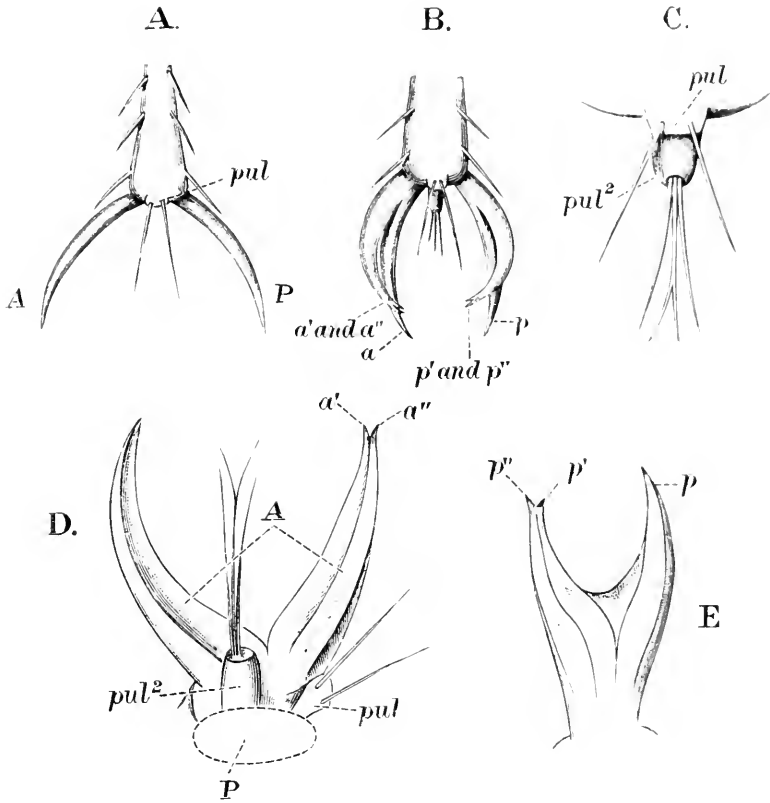 A.
B.
C.
pul
pul
pul²
A
P
a' and a"
a
p
p' and p"
a'
a"
D.
A
p"
p'
p
E
pul²
pul
P